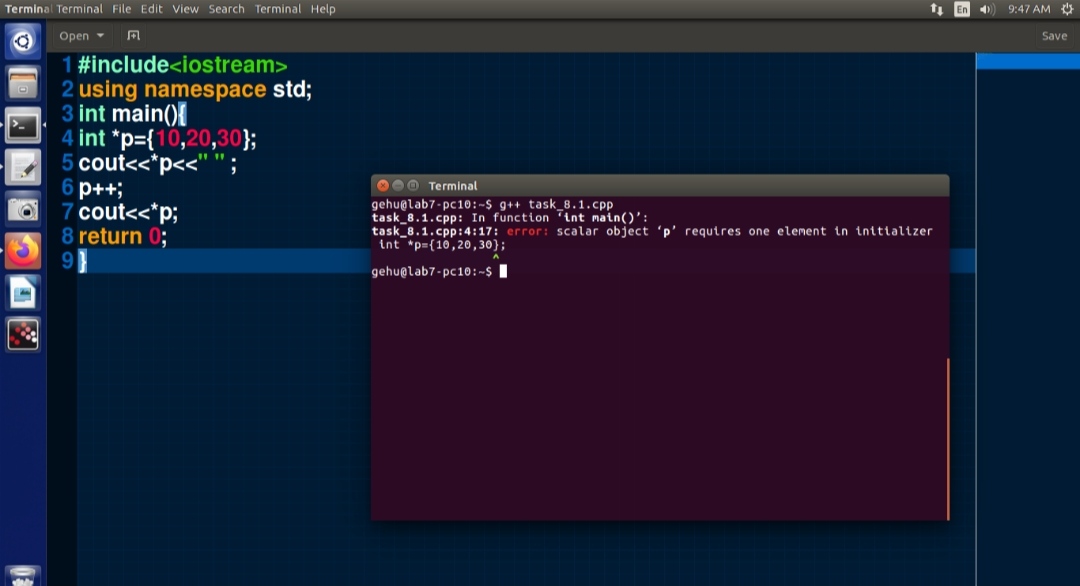 Terminal Terminal File Edit View Search Terminal Help En 9:47 AM
Open Save
1 #include<iostream>
2 using namespace std;
3 int main(){
4 int *p={10,20,30};
5 cout<<*p<<" " ;
6 p++;
7 cout<<*p;
8 return 0;
9 }
Terminal
gehu@lab7-pc10:~$ g++ task_8.1.cpp
task_8.1.cpp: In function ‘int main()’:
task_8.1.cpp:4:17: error: scalar object ‘p’ requires one element in initializer
int *p={10,20,30};
^
gehu@lab7-pc10:~$